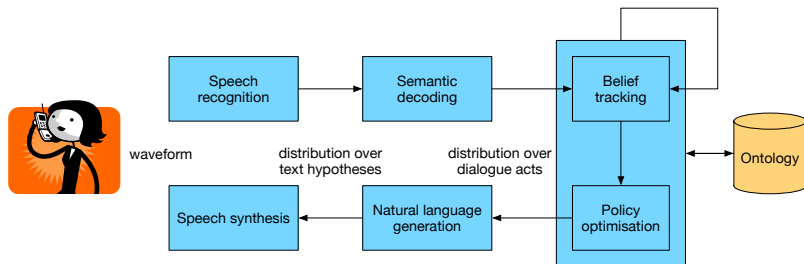 Speech
recognition
Semantic
decoding
Belief
tracking
waveform
distribution over
text hypotheses
distribution over
dialogue acts
Ontology
Speech synthesis
Natural language
generation
Policy
optimisation